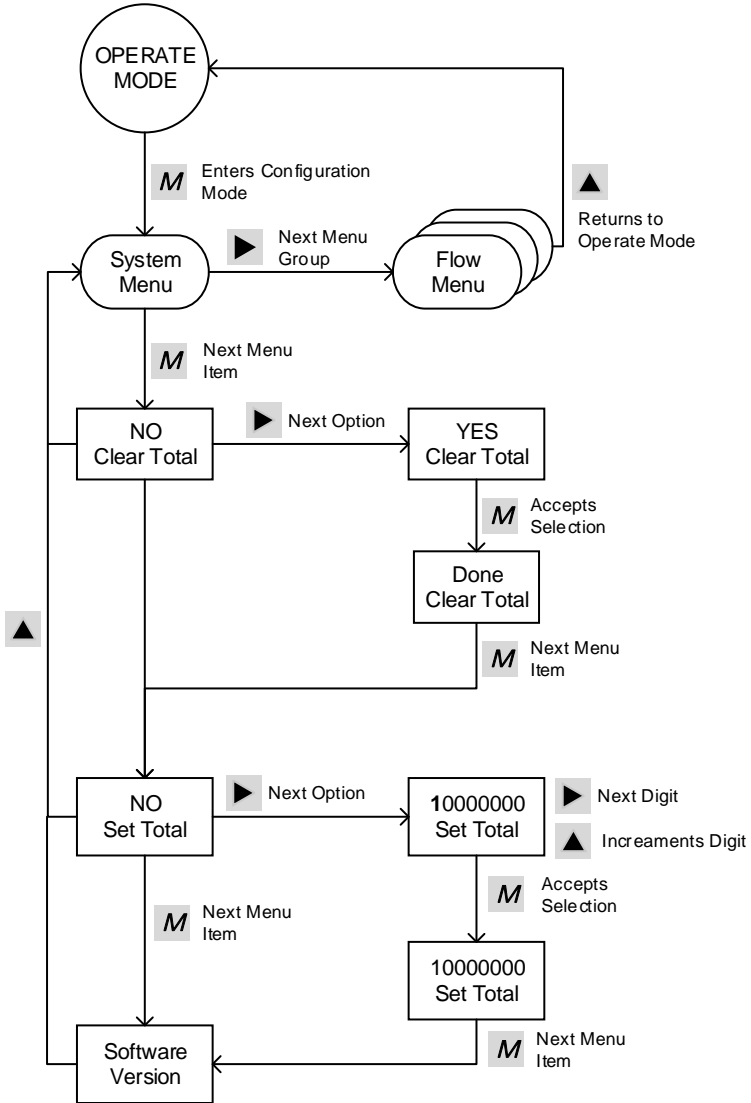 OPERATE
MODE
M
Enters Configuration
Mode
Returns to
Operate Mode
System
Menu
Next Menu
Group
Flow
Menu
M
Next Menu
Item
NO
Clear Total
Next Option
YES
Clear Total
M
Accepts
Selection
Done
Clear Total
M
Next Menu
Item
NO
Set Total
Next Option
10000000
Set Total
Next Digit
Increaments Digit
M
Next Menu
Item
M
Accepts
Selection
10000000
Set Total
Software
Version
M
Next Menu
Item